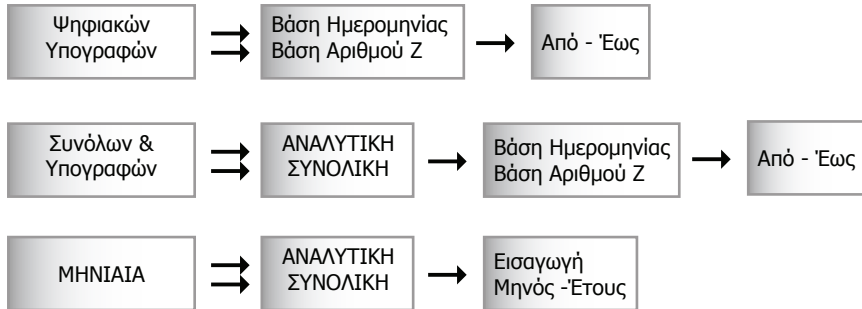 Ψηφιακών
Υπογραφών
Βάση Ημερομηνίας
Βάση Αριθμού Ζ
Από - Έως
Συνόλων &
Υπογραφών
ΑΝΑΛΥΤΙΚΗ
ΣΥΝΟΛΙΚΗ
Βάση Ημερομηνίας
Βάση Αριθμού Ζ
Από - Έως
ΜΗΝΙΑΙΑ
ΑΝΑΛΥΤΙΚΗ
ΣΥΝΟΛΙΚΗ
Εισαγωγή
Μηνός -Έτους